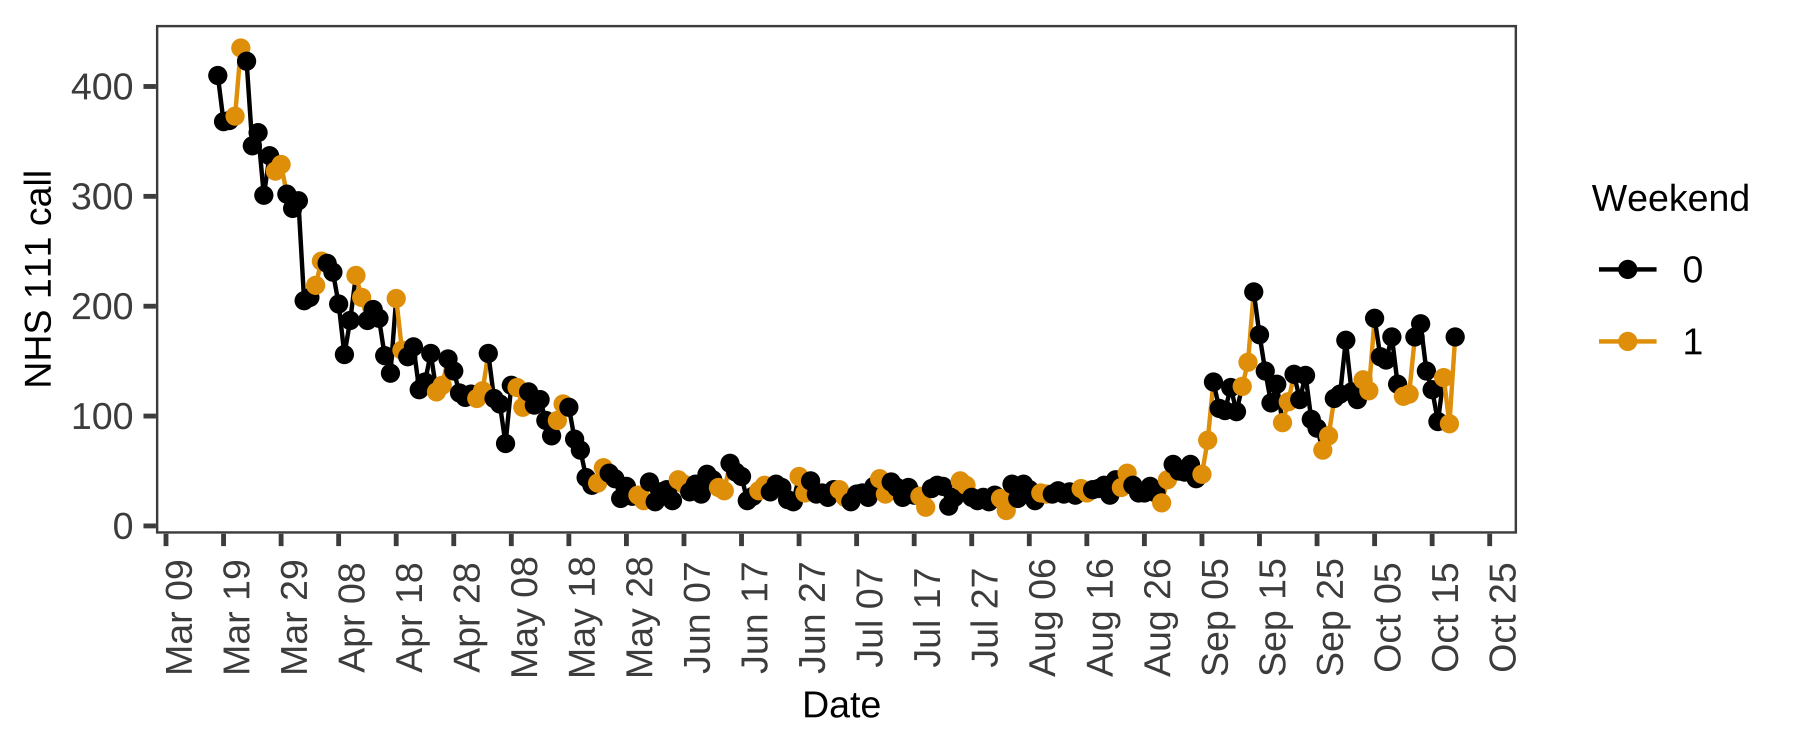 NHS 111 call
400
300
200
100
0
Mar 09
Mar 19
Mar 29
Apr 08
Apr 18
Apr 28
May 08
May 18
May 28
Jun 07
Jun 17
Jun 27
Jul 07
Jul 17
Jul 27
Aug 06
Aug 16
Aug 26
Sep 05
Sep 15
Sep 25
Oct 05
Oct 15
Oct 25
Date
Weekend
0
1